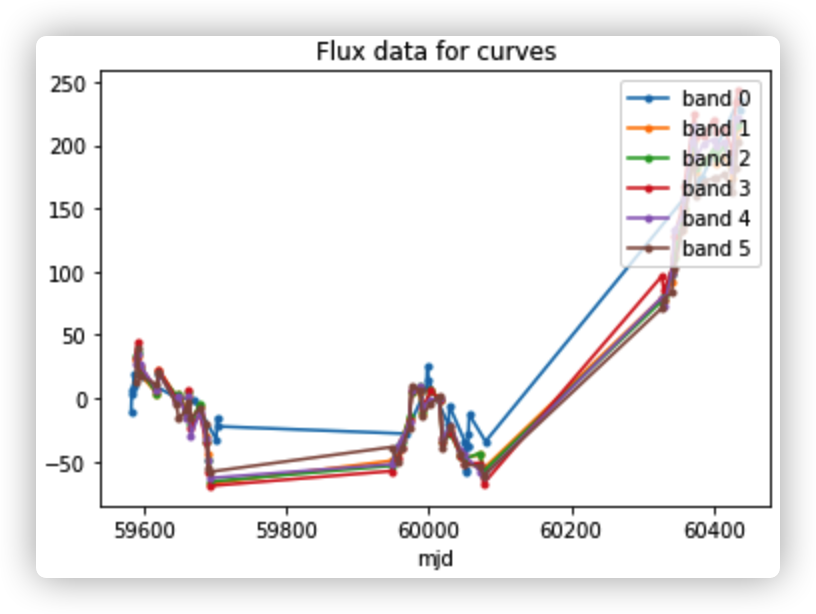 Flux data for curves
250
200
150
100
50
0
−50
band 0
band 1
band 2
band 3
band 4
band 5
59600 59800 60000 60200 60400
mjd